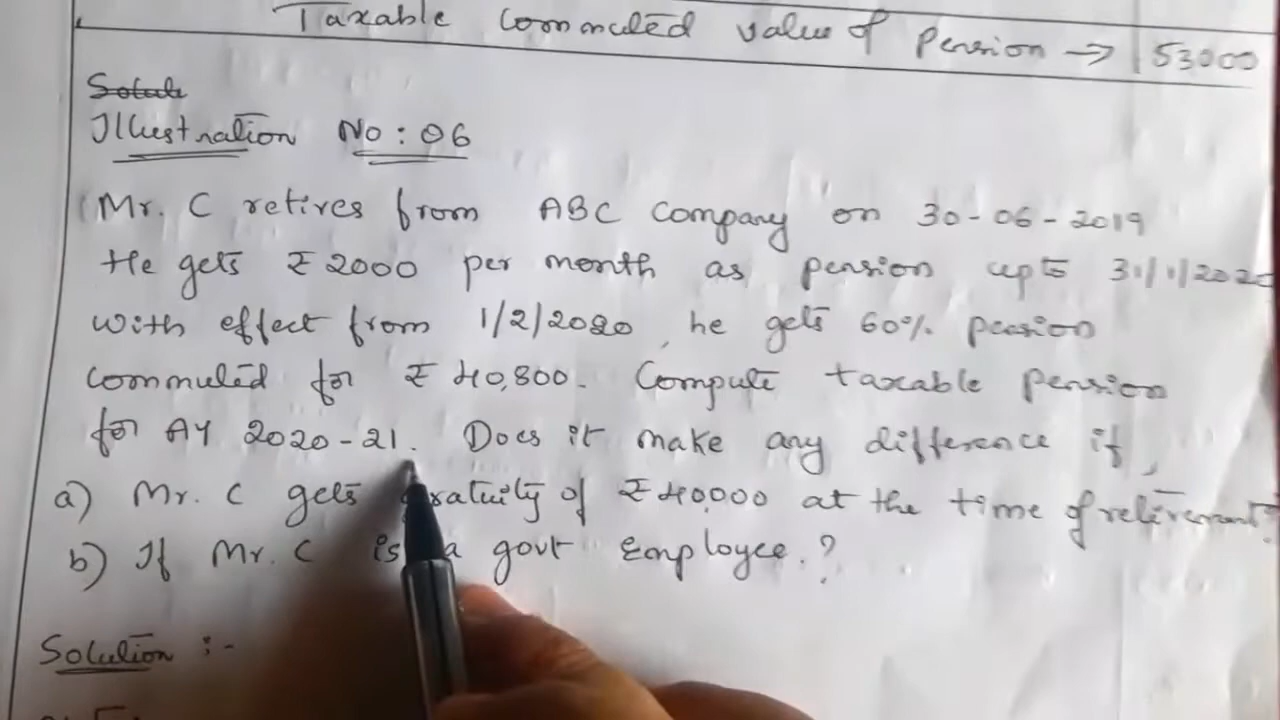 Taxable Commuted value of Pension → 53000
Solut
Illustration No: 06
Mr. C retires from ABC Company on 30-06-2019
He gets ₹ 2000 per month as pension upto 31/1/2020
With effect from 1/2/2020, he gets 60% pension
Commuted for ₹ 40,800. Compute taxable pension
for AY 2020-21. Does it make any difference if,
a) Mr. C gets gratuity of ₹ 40,000 at the time of retirement?
b) If Mr. C is a govt Employee.?
Solution :-